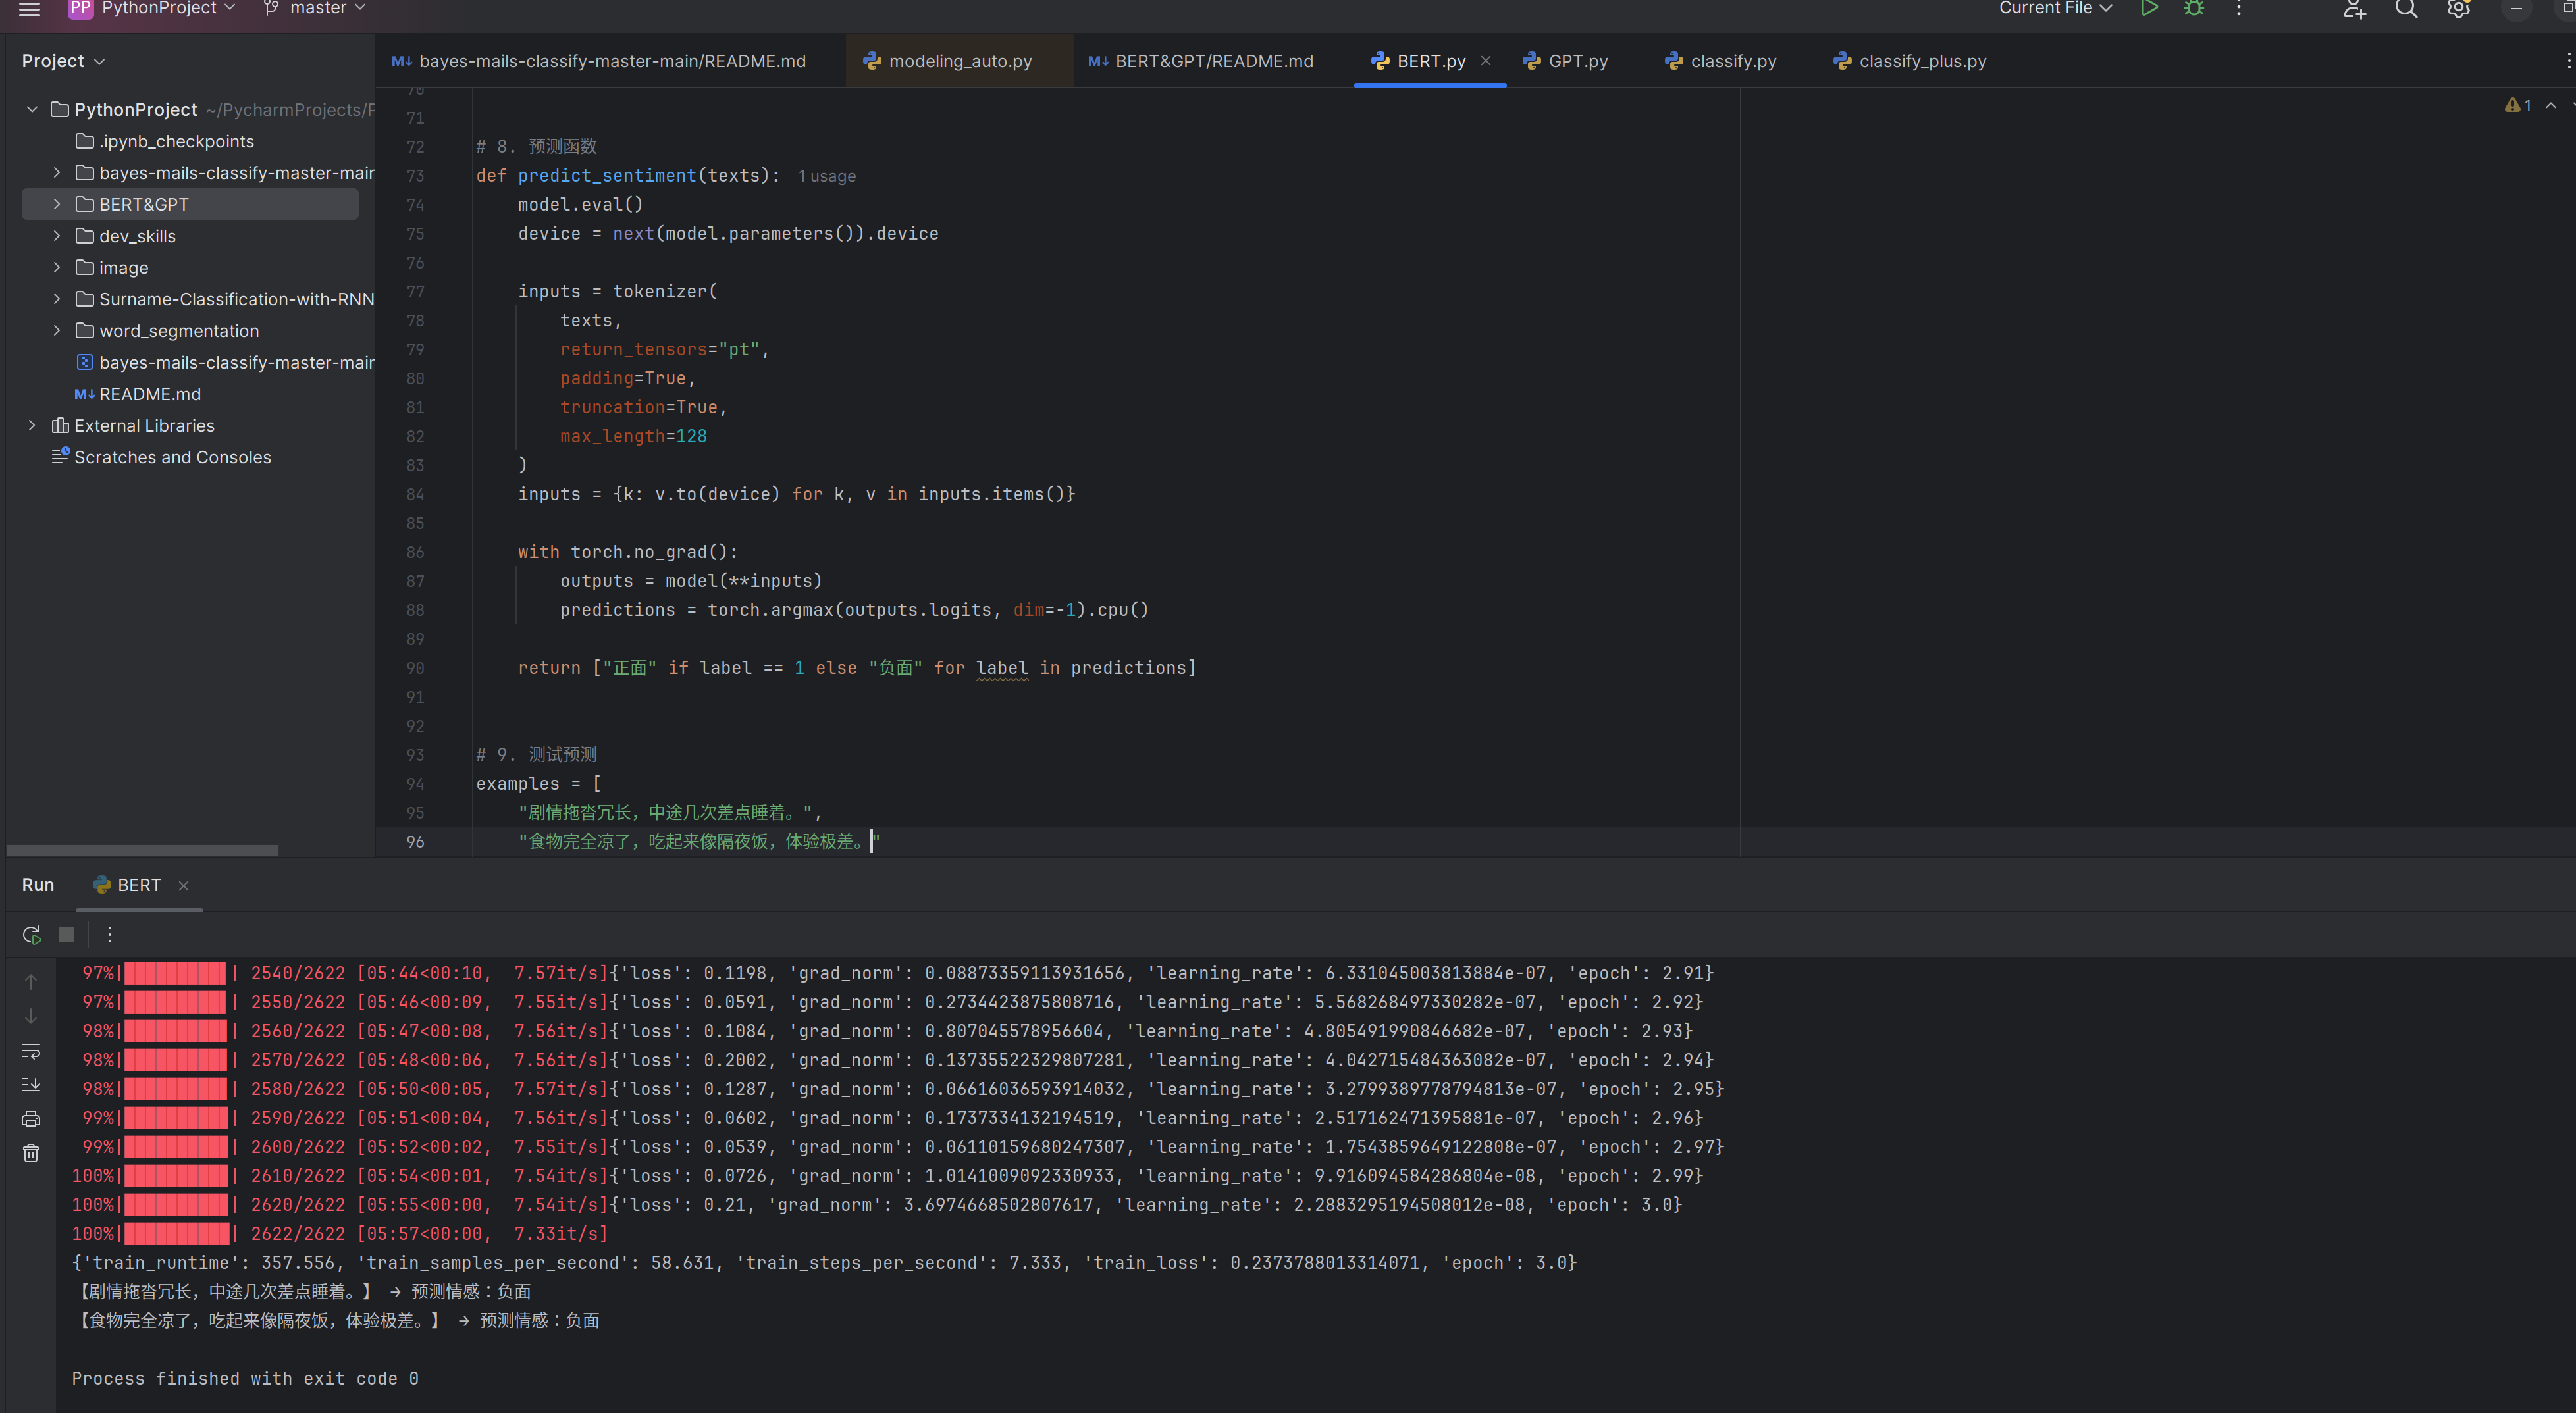 PP PythonProject master Current File
Project
bayes-mails-classify-master-main/README.md modeling_auto.py BERT&GPT/README.md BERT.py GPT.py classify.py classify_plus.py
PythonProject ~/PycharmProjects/P
.ipynb_checkpoints
bayes-mails-classify-master-main
BERT&GPT
dev_skills
image
Surname-Classification-with-RNN
word_segmentation
bayes-mails-classify-master-main
M↓ README.md
External Libraries
Scratches and Consoles
1
70
71
72 # 8. 预测函数
73 def predict_sentiment(texts): 1 usage
74 model.eval()
75 device = next(model.parameters()).device
76
77 inputs = tokenizer(
78 texts,
79 return_tensors="pt",
80 padding=True,
81 truncation=True,
82 max_length=128
83 )
84 inputs = {k: v.to(device) for k, v in inputs.items()}
85
86 with torch.no_grad():
87 outputs = model(**inputs)
88 predictions = torch.argmax(outputs.logits, dim=-1).cpu()
89
90 return ["正面" if label == 1 else "负面" for label in predictions]
91
92
93 # 9. 测试预测
94 examples = [
95 "剧情拖沓冗长，中途几次差点睡着。",
96 "食物完全凉了，吃起来像隔夜饭，体验极差。"
Run BERT
97%| | 2540/2622 [05:44<00:10, 7.57it/s]{'loss': 0.1198, 'grad_norm': 0.08873359113931656, 'learning_rate': 6.331045003813884e-07, 'epoch': 2.91}
97%| | 2550/2622 [05:46<00:09, 7.55it/s]{'loss': 0.0591, 'grad_norm': 0.2734423875808716, 'learning_rate': 5.568268497330282e-07, 'epoch': 2.92}
98%| | 2560/2622 [05:47<00:08, 7.56it/s]{'loss': 0.1084, 'grad_norm': 0.807045578956604, 'learning_rate': 4.805491990846682e-07, 'epoch': 2.93}
98%| | 2570/2622 [05:48<00:06, 7.56it/s]{'loss': 0.2002, 'grad_norm': 0.13735522329807281, 'learning_rate': 4.042715484363082e-07, 'epoch': 2.94}
98%| | 2580/2622 [05:50<00:05, 7.57it/s]{'loss': 0.1287, 'grad_norm': 0.06616036593914032, 'learning_rate': 3.2799389778794813e-07, 'epoch': 2.95}
99%| | 2590/2622 [05:51<00:04, 7.56it/s]{'loss': 0.0602, 'grad_norm': 0.1737334132194519, 'learning_rate': 2.517162471395881e-07, 'epoch': 2.96}
99%| | 2600/2622 [05:52<00:02, 7.55it/s]{'loss': 0.0539, 'grad_norm': 0.06110159680247307, 'learning_rate': 1.7543859649122808e-07, 'epoch': 2.97}
100%| | 2610/2622 [05:54<00:01, 7.54it/s]{'loss': 0.0726, 'grad_norm': 1.0141009092330933, 'learning_rate': 9.916094584286804e-08, 'epoch': 2.99}
100%| | 2620/2622 [05:55<00:00, 7.54it/s]{'loss': 0.21, 'grad_norm': 3.6974668502807617, 'learning_rate': 2.2883295194508012e-08, 'epoch': 3.0}
100%| | 2622/2622 [05:57<00:00, 7.33it/s]
{'train_runtime': 357.556, 'train_samples_per_second': 58.631, 'train_steps_per_second': 7.333, 'train_loss': 0.2373788013314071, 'epoch': 3.0}
【剧情拖沓冗长，中途几次差点睡着。】 → 预测情感：负面
【食物完全凉了，吃起来像隔夜饭，体验极差。】 → 预测情感：负面
Process finished with exit code 0